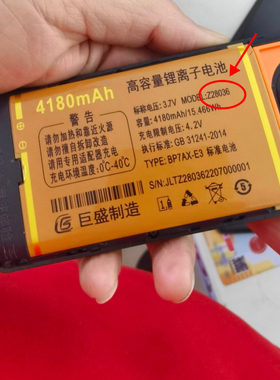 4180mAh
高容量锂离子电池
警告
请勿加热和靠近火源
请勿擅自拆卸改造
请用专用适配器充电
充电环境温度:0℃-40℃
标称电压:3.7V MODEL:Z28036
容量:4180mAh/15.466Wh
充电限制电压:4.2V
执行标准:GB 31241-2014
TYPE:BP7AX-E3 标准电池
S/N:JLTZ280362207000001
巨盛制造